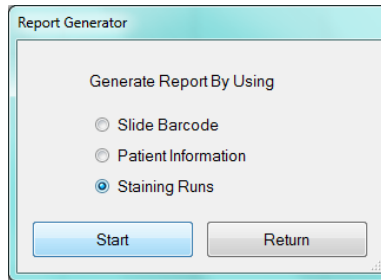 Report Generator
Generate Report By Using
Slide Barcode
Patient Information
Staining Runs
Start
Return